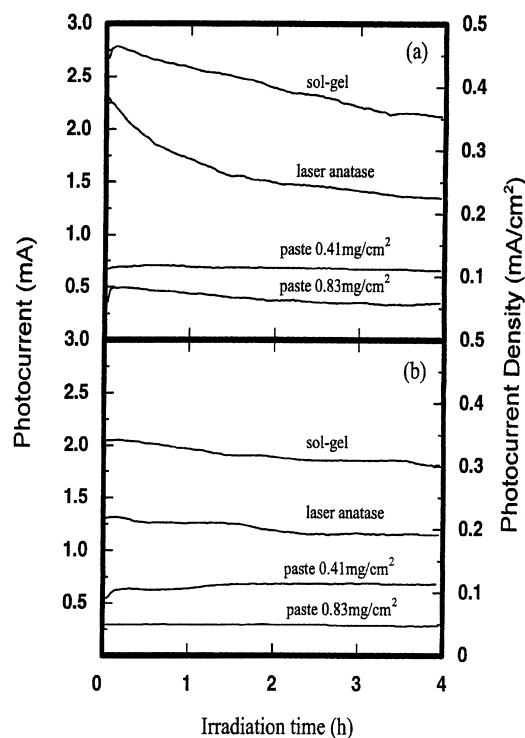 3.0
2.5
2.0
1.5
1.0
0.5
3.0
2.5
2.0
1.5
1.0
0.5
Photocurrent (mA)
(a)
sol-gel
laser anatase
paste 0.41mg/cm²
paste 0.83mg/cm²
(b)
sol-gel
laser anatase
paste 0.41mg/cm²
paste 0.83mg/cm²
0.5
0.4
0.3
0.2
0.1
0.5
0.4
0.3
0.2
0.1
0
Photocurrent Density (mA/cm²)
0 1 2 3 4
Irradiation time (h)